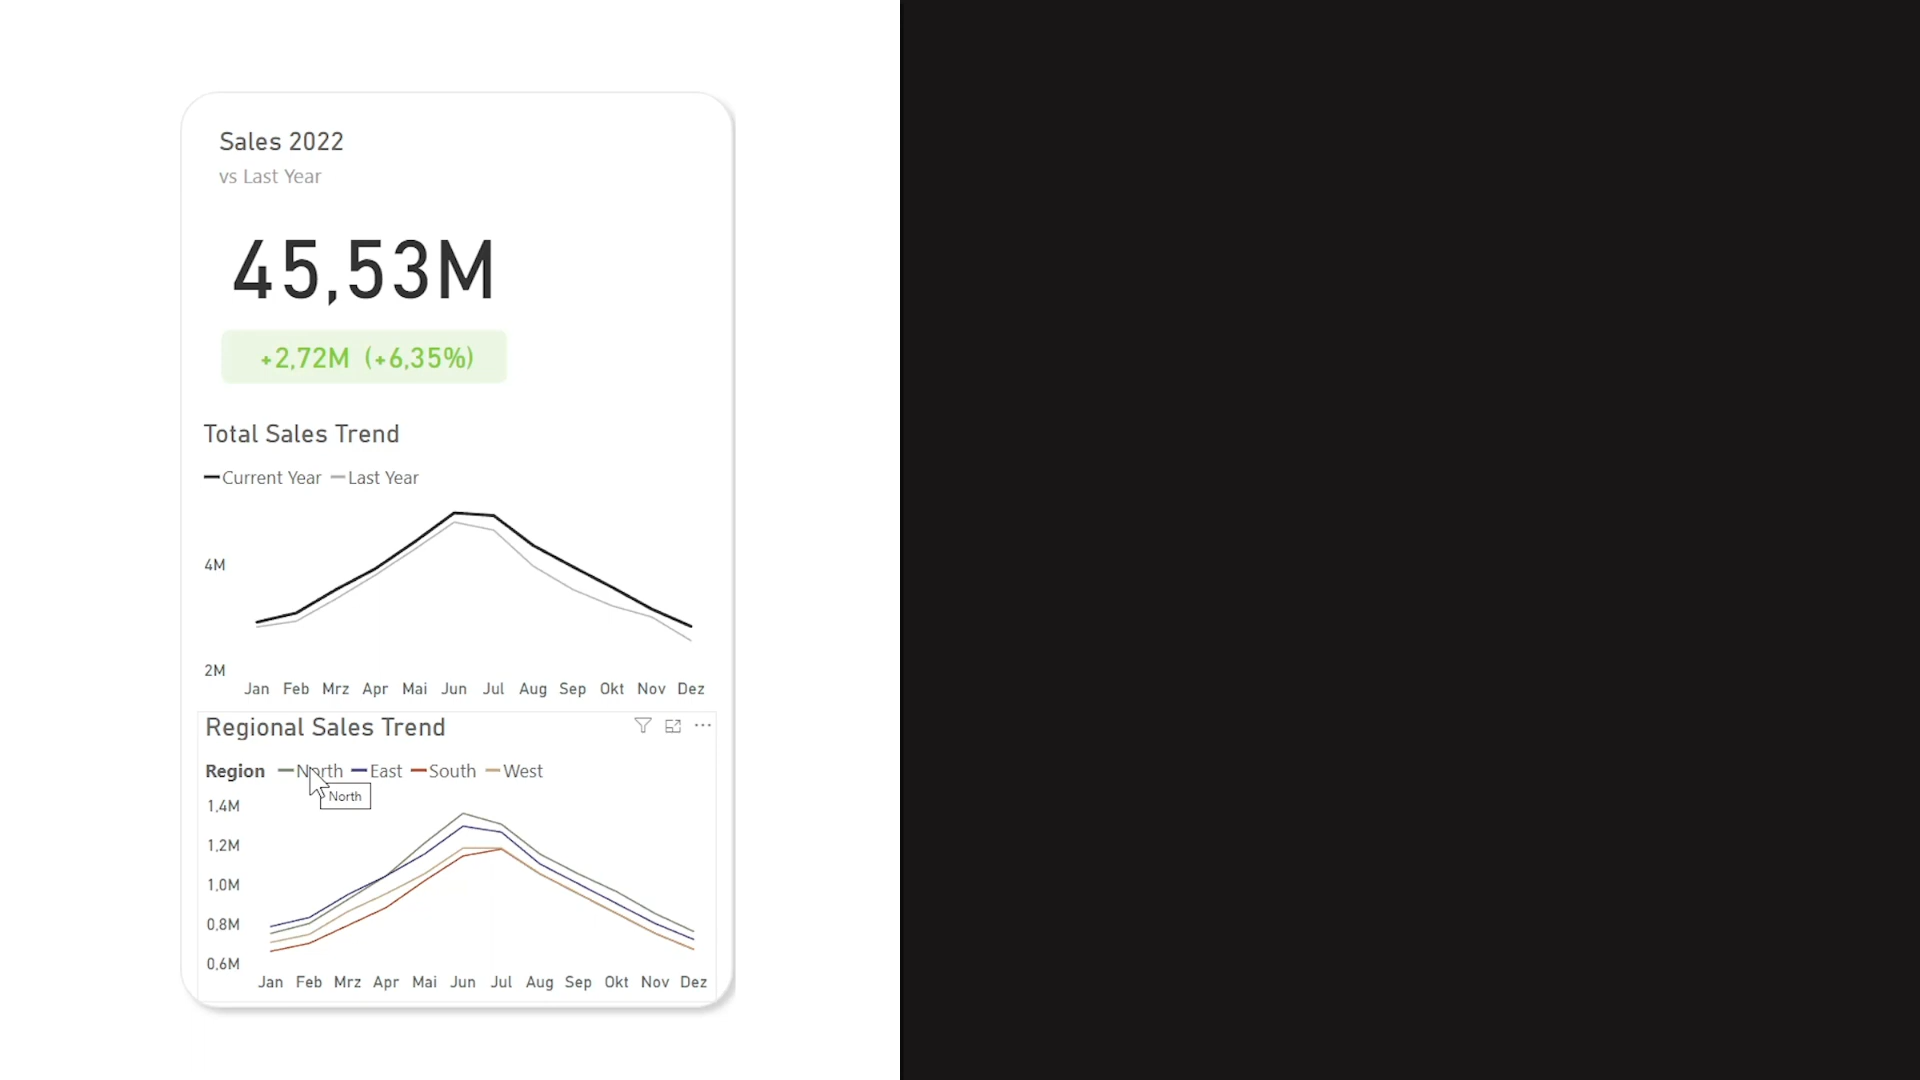 Sales 2022
vs Last Year
45,53M
+2,72M (+6,35%)
Total Sales Trend
Current Year Last Year
4M
2M
Jan Feb Mrz Apr Mai Jun Jul Aug Sep Okt Nov Dez
Regional Sales Trend
Region North East South West
North
1,4M
1,2M
1,0M
0,8M
0,6M
Jan Feb Mrz Apr Mai Jun Jul Aug Sep Okt Nov Dez